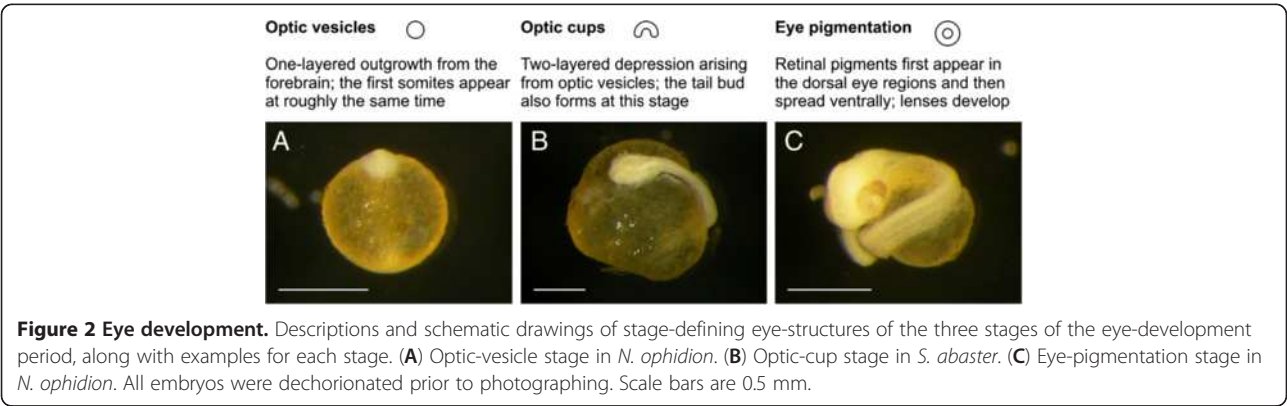 Optic vesicles
One-layered outgrowth from the
forebrain; the first somites appear
at roughly the same time
Optic cups
Two-layered depression arising
from optic vesicles; the tail bud
also forms at this stage
Eye pigmentation
Retinal pigments first appear in
the dorsal eye regions and then
spread ventrally; lenses develop
A
B
C
Figure 2 Eye development. Descriptions and schematic drawings of stage-defining eye-structures of the three stages of the eye-development
period, along with examples for each stage. (A) Optic-vesicle stage in N. ophidion. (B) Optic-cup stage in S. abaster. (C) Eye-pigmentation stage in
N. ophidion. All embryos were dechorionated prior to photographing. Scale bars are 0.5 mm.